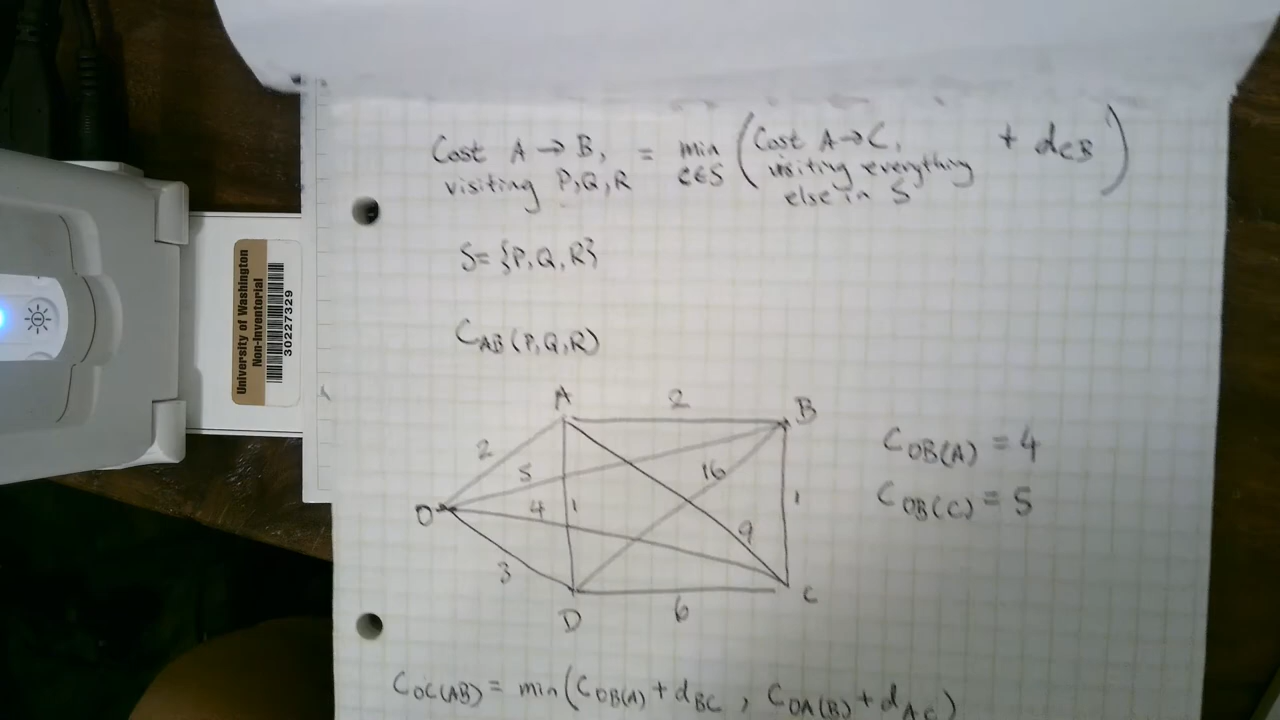 Cost A → B, = min ( Cost A → C, + dCB )
visiting P,Q,R C∈S visiting everything
else in S
S = {P, Q, R}
CAB(P,Q,R)
A 2 B
2 5 16
O 4 1 1
9
3
D 6 C
COB(A) = 4
COB(C) = 5
COC(AB) = min(COB(A) + dBC , COA(B) + dAC)
University of Washington
Non-Inventorial
30227329